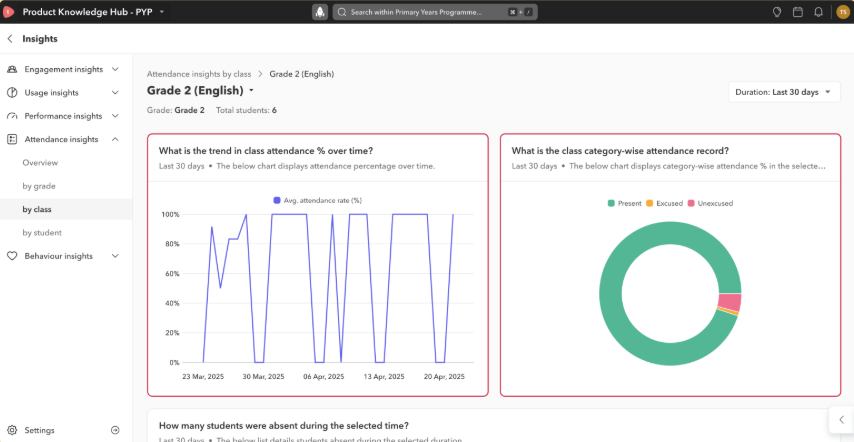 Product Knowledge Hub - PYP
Search within Primary Years Programme... ⌘ + /
TS
Insights
Engagement insights
Usage insights
Performance insights
Attendance insights
Overview
by grade
by class
by student
Behaviour insights
Settings
Attendance insights by class > Grade 2 (English)
Grade 2 (English)
Grade: Grade 2 Total students: 6
Duration: Last 30 days
What is the trend in class attendance % over time?
Last 30 days • The below chart displays attendance percentage over time.
Avg. attendance rate (%)
100%
80%
60%
40%
20%
0%
23 Mar, 2025 30 Mar, 2025 06 Apr, 2025 13 Apr, 2025 20 Apr, 2025
What is the class category-wise attendance record?
Last 30 days • The below chart displays category-wise attendance % in the selecte...
Present Excused Unexcused
How many students were absent during the selected time?
Last 30 days • The below list details students absent during the selected duration